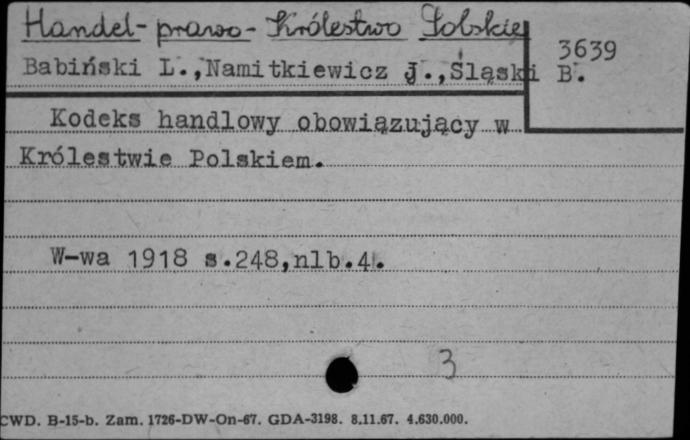 Handel - prawo - Królestwo Polskie
3639
Babiński L.,Namitkiewicz J.,Śląski B.
Kodeks handlowy obowiązujący w
Królestwie Polskiem.
W-wa 1918 s.248,nlb.4.
3
CWD. B-15-b. Zam. 1726-DW-On-67. GDA-3198. 8.11.67. 4.630.000.